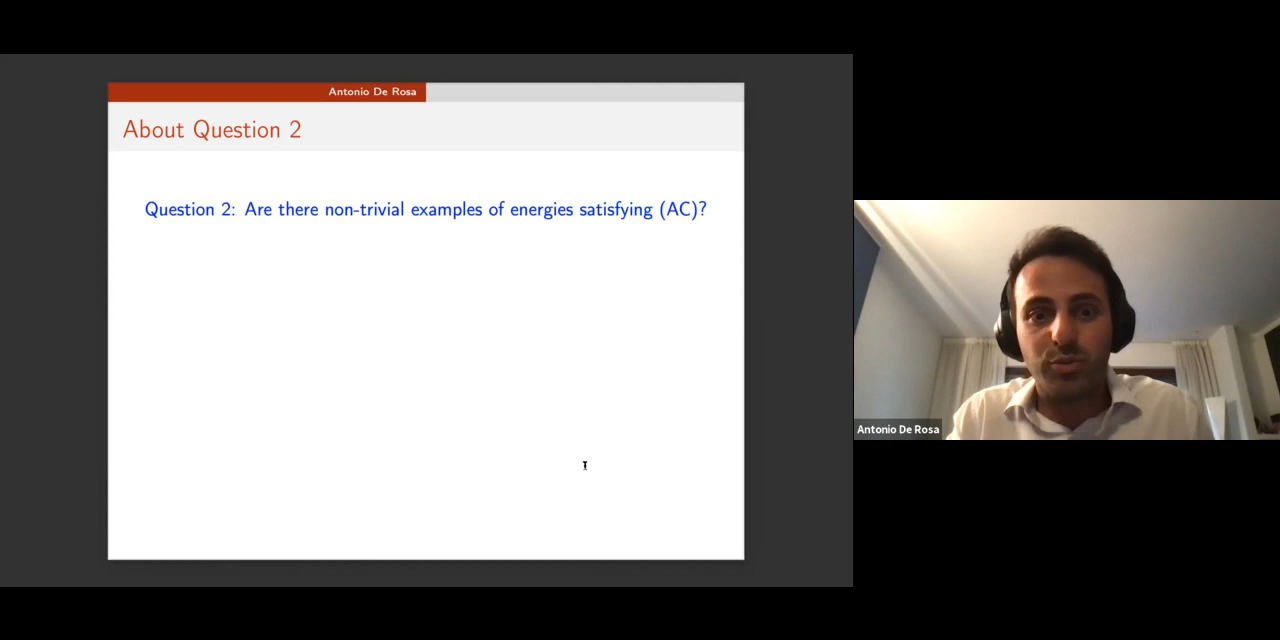 Antonio De Rosa
About Question 2
Question 2: Are there non-trivial examples of energies satisfying (AC)?
Antonio De Rosa